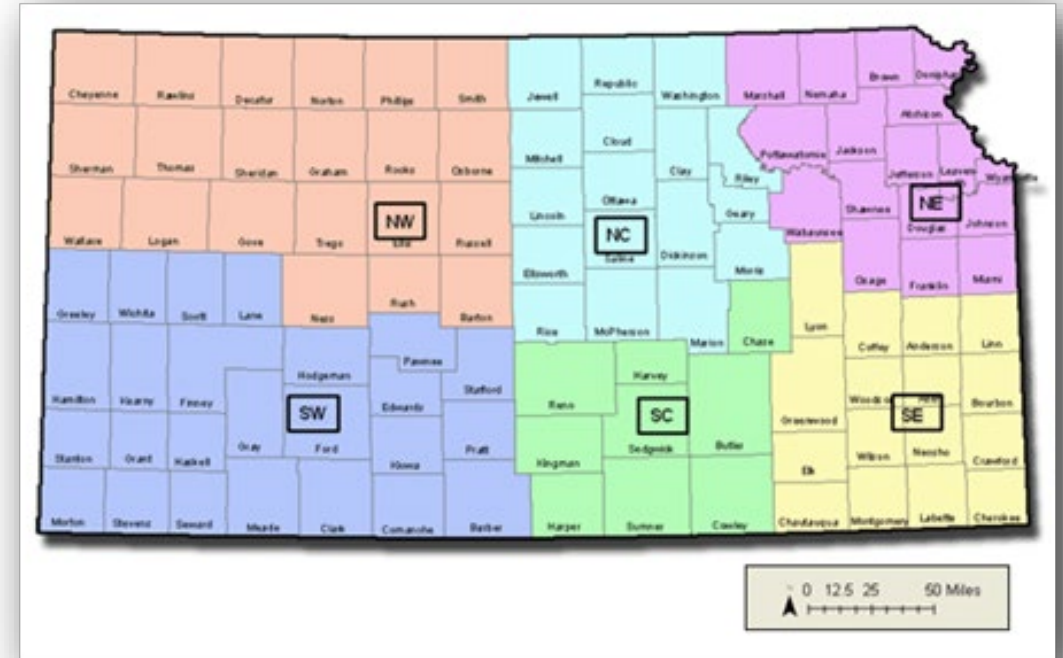 Cheyenne Rawlins Decatur Norton Phillips Smith Jewell Republic Washington Marshall Nemaha Brown Doniphan
Sherman Thomas Sheridan Graham Rooks Osborne Mitchell Cloud Clay Riley Pottawatomie Jackson Atchison
Jefferson Leaven Wyandotte
Wallace Logan Gove Trego NW Ellis Russell Lincoln Ottawa NC Saline Dickinson Geary Wabaunsee Shawnee NE Douglas Johnson
Greeley Wichita Scott Lane Ness Rush Barton Ellsworth Rice McPherson Marion Morris Chase Lyon Osage Franklin Miami
Hamilton Kearny Finney Hodgeman Pawnee Edwards Stafford Reno Harvey SC Sedgwick Butler Greenwood Coffey Anderson Linn
Stanton Grant Haskell Gray SW Ford Kiowa Pratt Kingman Elk Woodson SE Wilson Neosho Bourbon Crawford
Morton Stevens Seward Meade Clark Comanche Barber Harper Sumner Cowley Chautauqua Montgomery Labette Cherokee
0 12.5 25 50 Miles